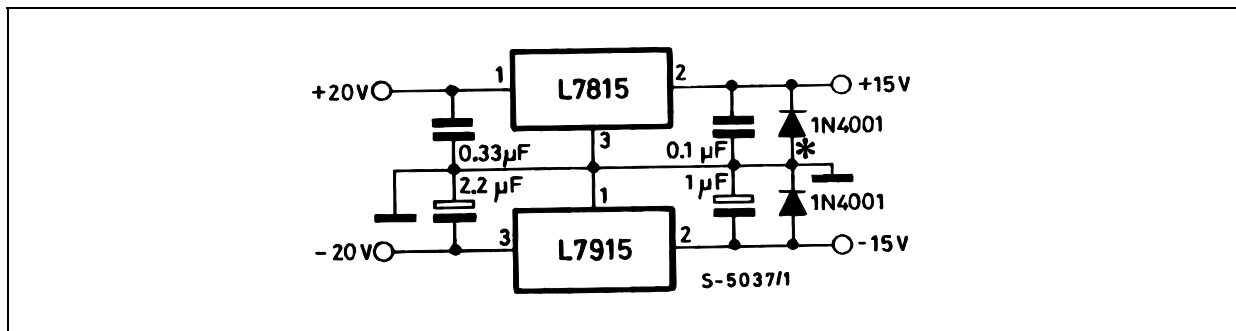 1 L7815 2
+20V +15V
1N4001
3 *
0.33µF 0.1 µF
2.2 µF 1µF
1 1N4001
-20V 3 L7915 2 -15V
S-5037/1